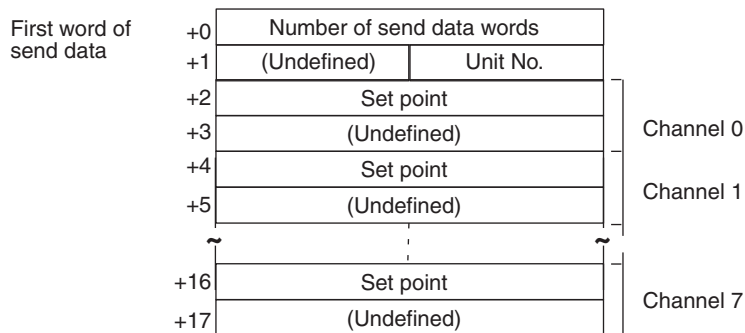 First word of
send data
+0 Number of send data words
+1 (Undefined) Unit No.
+2 Set point
+3 (Undefined)
Channel 0
+4 Set point
+5 (Undefined)
Channel 1
~ ~
+16 Set point
+17 (Undefined)
Channel 7